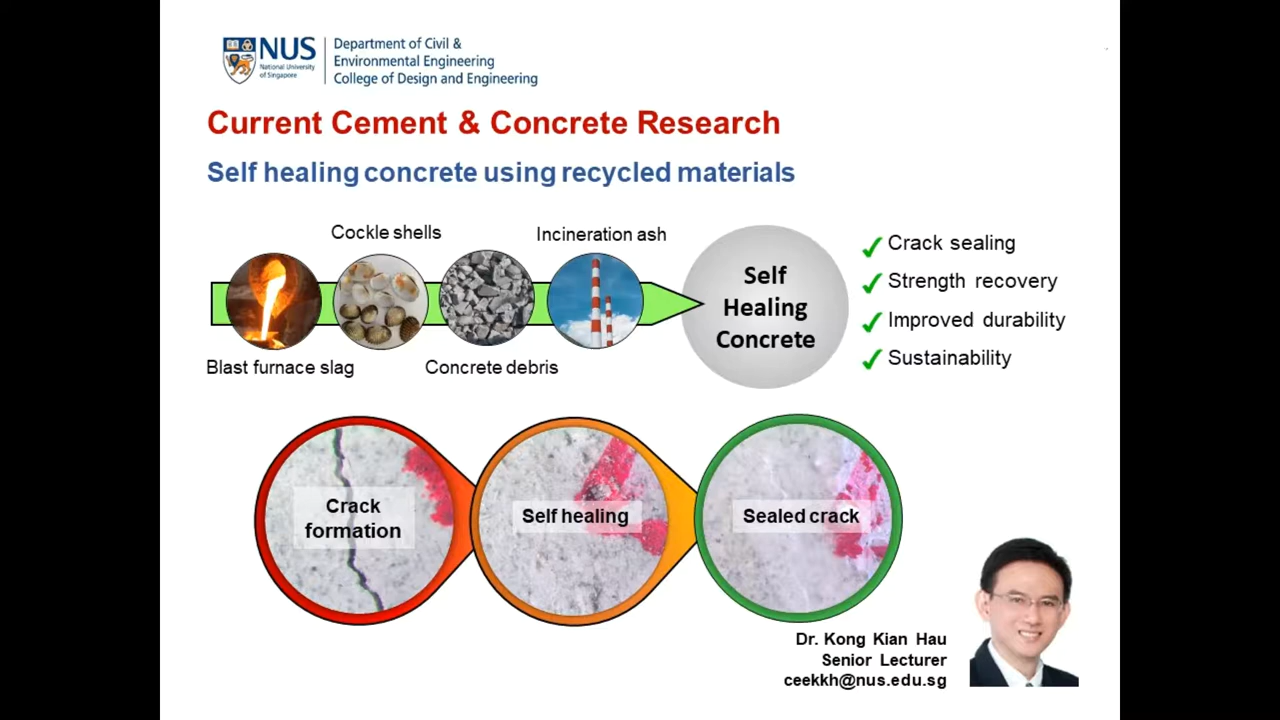 NUS
National University
of Singapore
Department of Civil &
Environmental Engineering
College of Design and Engineering
Current Cement & Concrete Research
Self healing concrete using recycled materials
Cockle shells
Incineration ash
Blast furnace slag
Concrete debris
Self
Healing
Concrete
Crack sealing
Strength recovery
Improved durability
Sustainability
Crack
formation
Self healing
Sealed crack
Dr. Kong Kian Hau
Senior Lecturer
ceekkh@nus.edu.sg